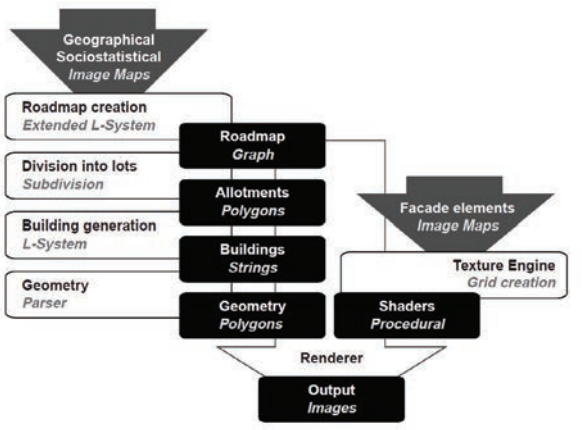 Geographical
Sociostatistical
Image Maps
Roadmap creation
Extended L-System
Roadmap
Graph
Division into lots
Subdivision
Allotments
Polygons
Building generation
L-System
Buildings
Strings
Geometry
Parser
Geometry
Polygons
Facade elements
Image Maps
Texture Engine
Grid creation
Shaders
Procedural
Renderer
Output
Images